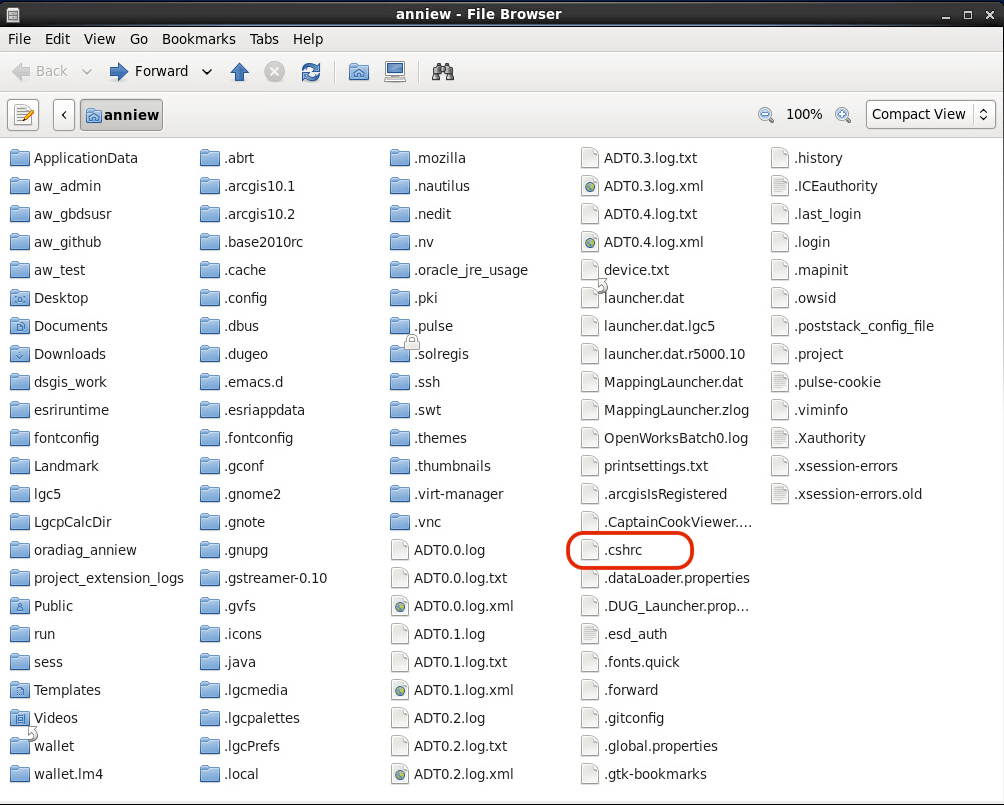 anniew - File Browser
File Edit View Go Bookmarks Tabs Help
Back Forward
anniew 100% Compact View
ApplicationData
aw_admin
aw_gbdsusr
aw_github
aw_test
Desktop
Documents
Downloads
dsgis_work
esriruntime
fontconfig
Landmark
lgc5
LgcpCalcDir
oradiag_anniew
project_extension_logs
Public
run
sess
Templates
Videos
wallet
wallet.lm4
.abrt
.arcgis10.1
.arcgis10.2
.base2010rc
.cache
.config
.dbus
.dugeo
.emacs.d
.esriappdata
.fontconfig
.gconf
.gnome2
.gnote
.gnupg
.gstreamer-0.10
.gvfs
.icons
.java
.lgcmedia
.lgcpalettes
.lgcPrefs
.local
.mozilla
.nautilus
.nedit
.nv
.oracle_jre_usage
.pki
.pulse
.solregis
.ssh
.swt
.themes
.thumbnails
.virt-manager
.vnc
ADT0.0.log
ADT0.0.log.txt
ADT0.0.log.xml
ADT0.1.log
ADT0.1.log.txt
ADT0.1.log.xml
ADT0.2.log
ADT0.2.log.txt
ADT0.2.log.xml
ADT0.3.log.txt
ADT0.3.log.xml
ADT0.4.log.txt
ADT0.4.log.xml
device.txt
launcher.dat
launcher.dat.lgc5
launcher.dat.r5000.10
MappingLauncher.dat
MappingLauncher.zlog
OpenWorksBatch0.log
printsettings.txt
.arcgisIsRegistered
.CaptainCookViewer....
.cshrc
.dataLoader.properties
.DUG_Launcher.prop...
.esd_auth
.fonts.quick
.forward
.gitconfig
.global.properties
.gtk-bookmarks
.history
.ICEauthority
.last_login
.login
.mapinit
.owsid
.poststack_config_file
.project
.pulse-cookie
.viminfo
.Xauthority
.xsession-errors
.xsession-errors.old